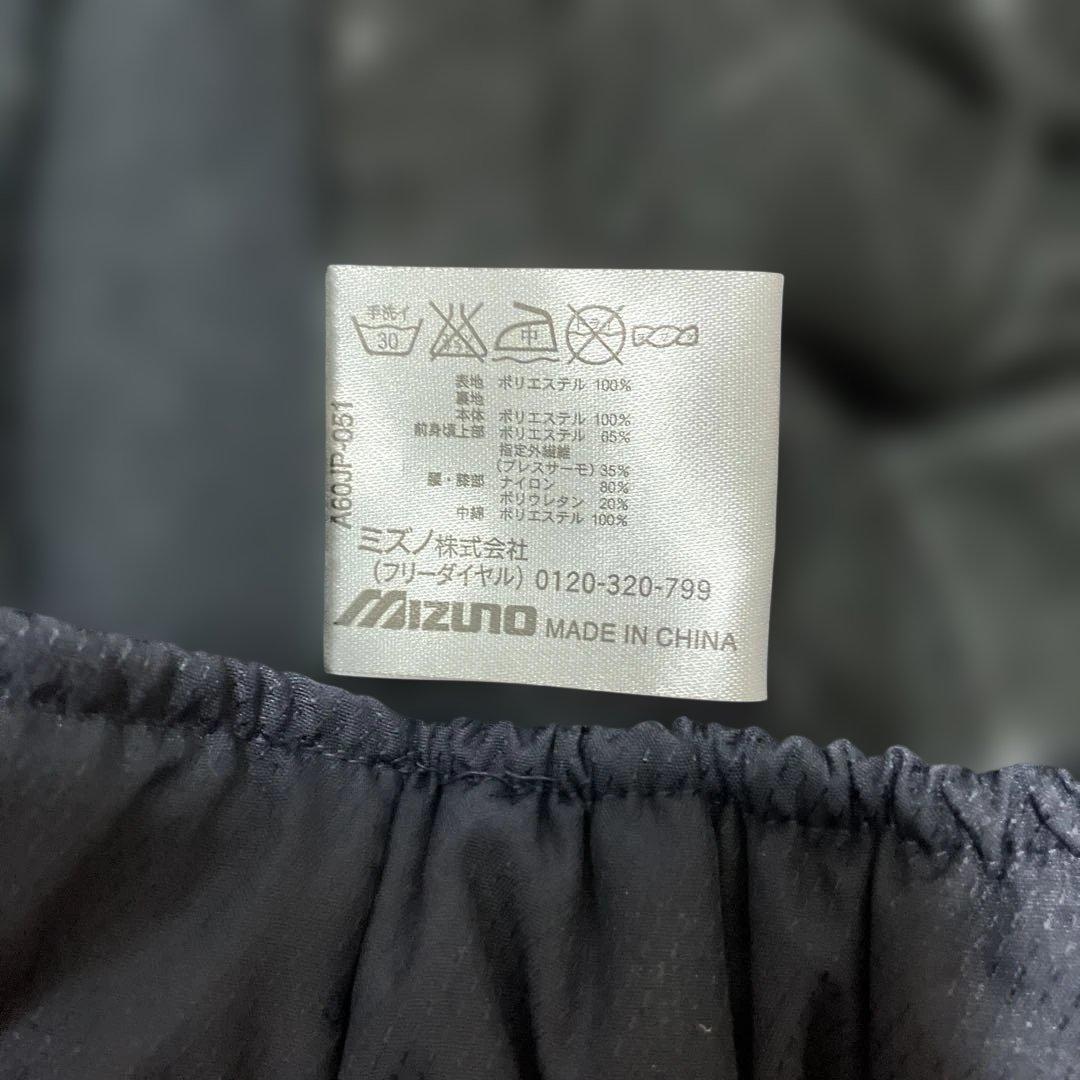 手洗イ
30
中
表地 ポリエステル 100%
裏地
本体 ポリエステル 100%
前身頃上部 ポリエステル 65%
指定外繊維
(ブレスサーモ) 35%
腰・膝部 ナイロン 80%
ポリウレタン 20%
中綿 ポリエステル 100%
ミズノ株式会社
(フリーダイヤル) 0120-320-799
MIZUNO MADE IN CHINA
A60JP-051